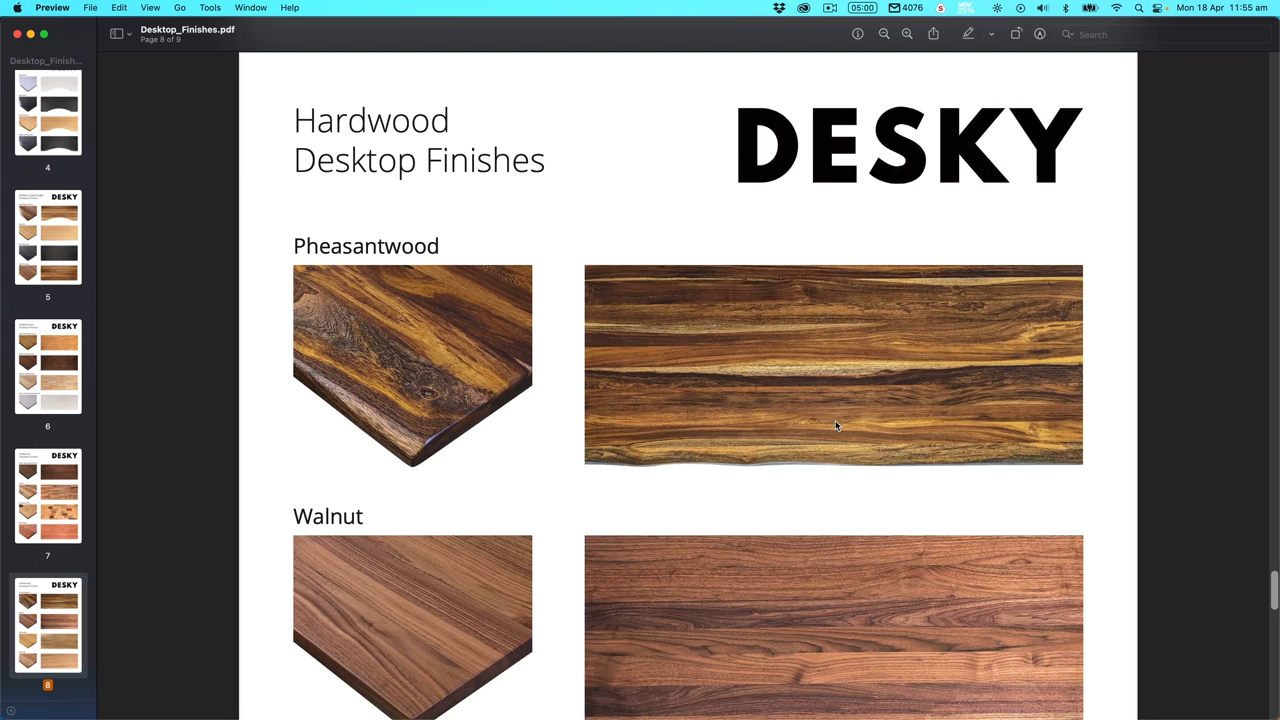 Preview File Edit View Go Tools Window Help
05:00 4076 S Mon 18 Apr 11:55 am
Desktop_Finishes.pdf
Page 8 of 9
Search
Desktop_Finish...
4
DESKY
5
DESKY
6
DESKY
7
DESKY
8
Hardwood
Desktop Finishes
DESKY
Pheasantwood
Walnut